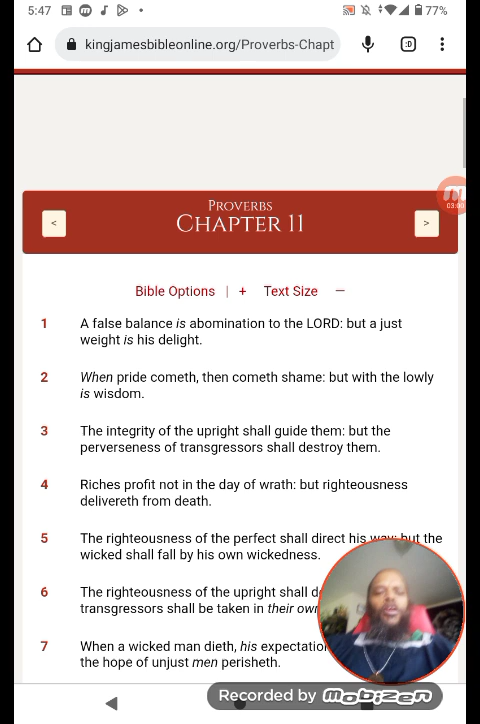 5:47 77%
kingjamesbibleonline.org/Proverbs-Chapt :D
03:00
PROVERBS
< CHAPTER 11 >
Bible Options | + Text Size —
1 A false balance is abomination to the LORD: but a just
weight is his delight.
2 When pride cometh, then cometh shame: but with the lowly
is wisdom.
3 The integrity of the upright shall guide them: but the
perverseness of transgressors shall destroy them.
4 Riches profit not in the day of wrath: but righteousness
delivereth from death.
5 The righteousness of the perfect shall direct his way: but the
wicked shall fall by his own wickedness.
6 The righteousness of the upright shall
transgressors shall be taken in their
7 When a wicked man dieth, his
the hope of unjust men perisheth.
Recorded by mobizen